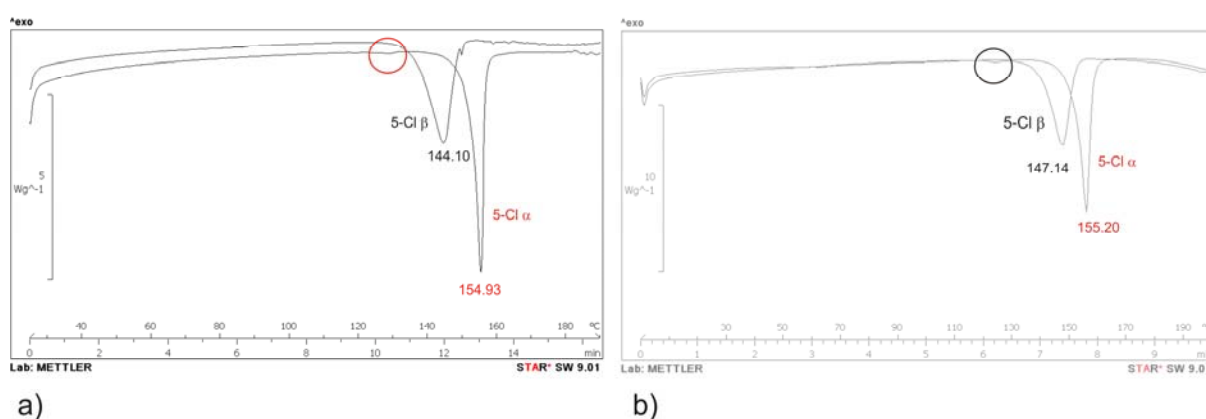 ^exo
5
Wg^-1
5-Cl β
144.10
5-Cl α
154.93
40 60 80 100 120 140 160 180 °C
0 2 4 6 8 10 12 14 min
Lab: METTLER STAR° SW 9.01
a)
^exo
10
Wg^-1
5-Cl β
147.14
5-Cl α
155.20
30 50 70 90 110 130 150 170 190
0 1 2 3 4 5 6 7 8 9
Lab: METTLER STAR° SW 9.0
b)